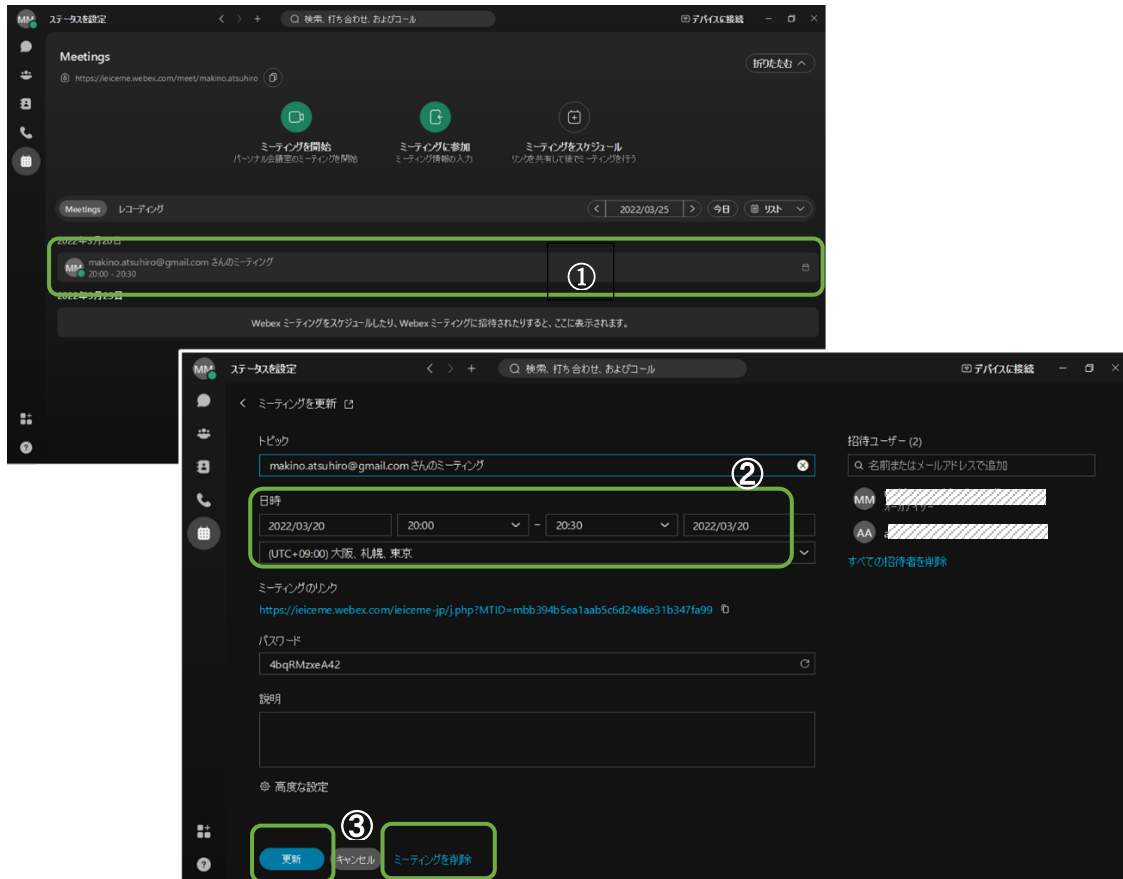 MM ステータスを設定 検索、打ち合わせ、およびコール デバイスに接続
Meetings
折りたたむ
https://ieiceme.webex.com/meet/makino.atsuhiro
ミーティングを開始 ミーティングに参加 ミーティングをスケジュール
パーソナル会議室のミーティングを開始 ミーティング情報の入力 リンクを共有して後でミーティングを行う
Meetings レコーディング 2022/03/25 今日 リスト
2022年3月20日
MM makino.atsuhiro@gmail.com さんのミーティング
20:00 - 20:30
①
Webex ミーティングをスケジュールしたり、Webex ミーティングに招待されたりすると、ここに表示されます。
MM ステータスを設定 検索、打ち合わせ、およびコール デバイスに接続
ミーティングを更新
トピック
makino.atsuhiro@gmail.com さんのミーティング
②
日時
2022/03/20 20:00 – 20:30 2022/03/20
(UTC+09:00) 大阪、札幌、東京
ミーティングのリンク
https://ieiceme.webex.com/ieiceme-jp/j.php?MTID=mbb394b5ea1aab5c6d2486e31b347fa99
パスワード
4bqRMzxeA42
説明
高度な設定
③
更新 キャンセル ミーティングを削除
招待ユーザー (2)
名前またはメールアドレスで追加
MM
オーガナイザー
AA a
すべての招待者を削除